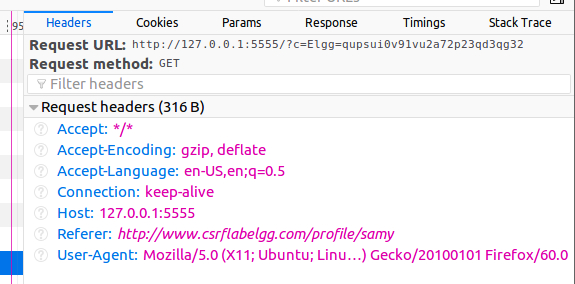 Filter URLs
Headers Cookies Params Response Timings Stack Trace
95
Request URL: http://127.0.0.1:5555/?c=Elgg=qupsui0v91vu2a72p23qd3qg32
Request method: GET
Filter headers
Request headers (316 B)
? Accept: */*
? Accept-Encoding: gzip, deflate
? Accept-Language: en-US,en;q=0.5
? Connection: keep-alive
? Host: 127.0.0.1:5555
? Referer: http://www.csrflabelgg.com/profile/samy
? User-Agent: Mozilla/5.0 (X11; Ubuntu; Linu…) Gecko/20100101 Firefox/60.0